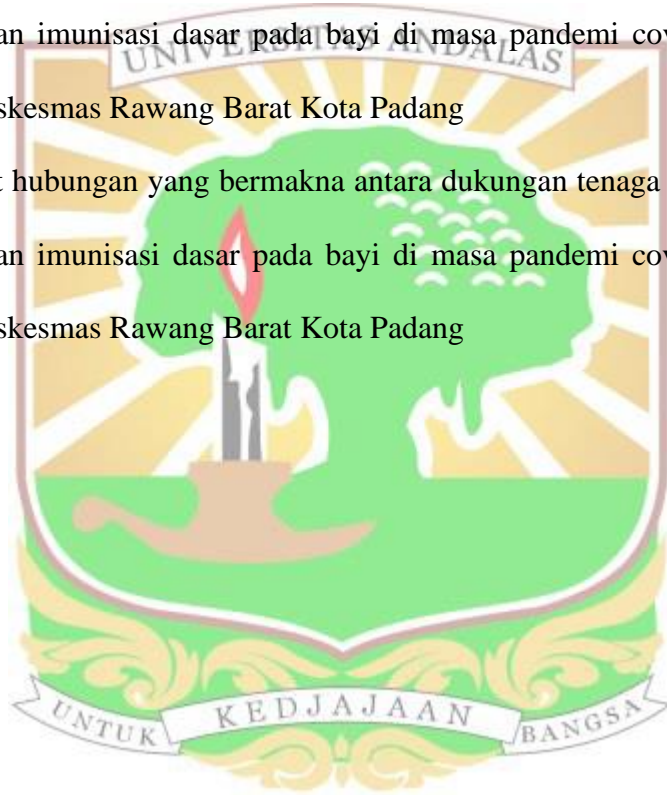 an imunisasi dasar pada bayi di masa pandemi cov
UNIVERSITAS ANDALAS
skesmas Rawang Barat Kota Padang
t hubungan yang bermakna antara dukungan tenaga
an imunisasi dasar pada bayi di masa pandemi cov
skesmas Rawang Barat Kota Padang
UNTUK KEDJAJAAN BANGSA